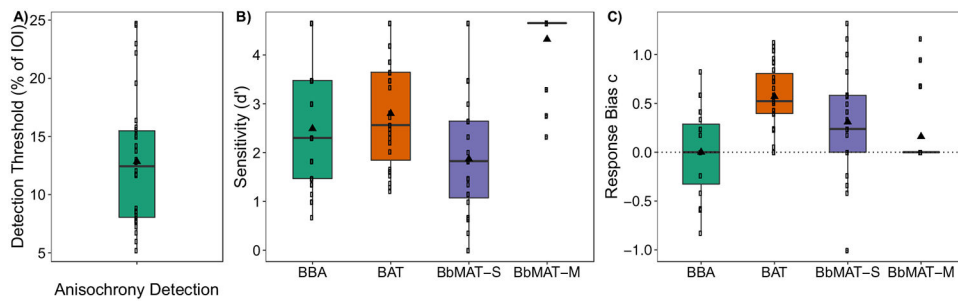 A)
Detection Threshold (% of IOI)
25
20
15
10
5
Anisochrony Detection
B)
Sensitivity (d')
4
3
2
1
0
BBA BAT BbMAT−S BbMAT−M
C)
Response Bias c
1.0
0.5
0.0
−0.5
−1.0
BBA BAT BbMAT−S BbMAT−M